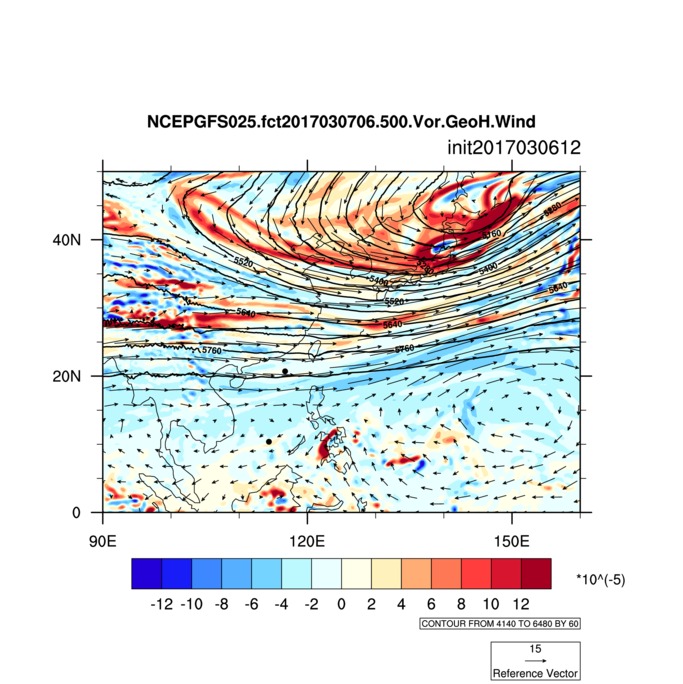 NCEPGFS025.fct2017030706.500.Vor.GeoH.Wind
init2017030612
5880
5760
40N
5520
5400
5400
5520
5640
5640
5640
5760
5760
20N
0
90E 120E 150E
-12 -10 -8 -6 -4 -2 0 2 4 6 8 10 12
*10^(-5)
CONTOUR FROM 4140 TO 6480 BY 60
15
Reference Vector